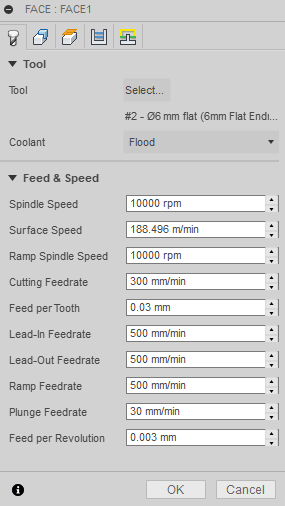 FACE : FACE1
Tool
Tool Select...
#2 - Ø6 mm flat (6mm Flat Endi...
Coolant Flood
Feed & Speed
Spindle Speed 10000 rpm
Surface Speed 188.496 m/min
Ramp Spindle Speed 10000 rpm
Cutting Feedrate 300 mm/min
Feed per Tooth 0.03 mm
Lead-In Feedrate 500 mm/min
Lead-Out Feedrate 500 mm/min
Ramp Feedrate 500 mm/min
Plunge Feedrate 30 mm/min
Feed per Revolution 0.003 mm
OK Cancel